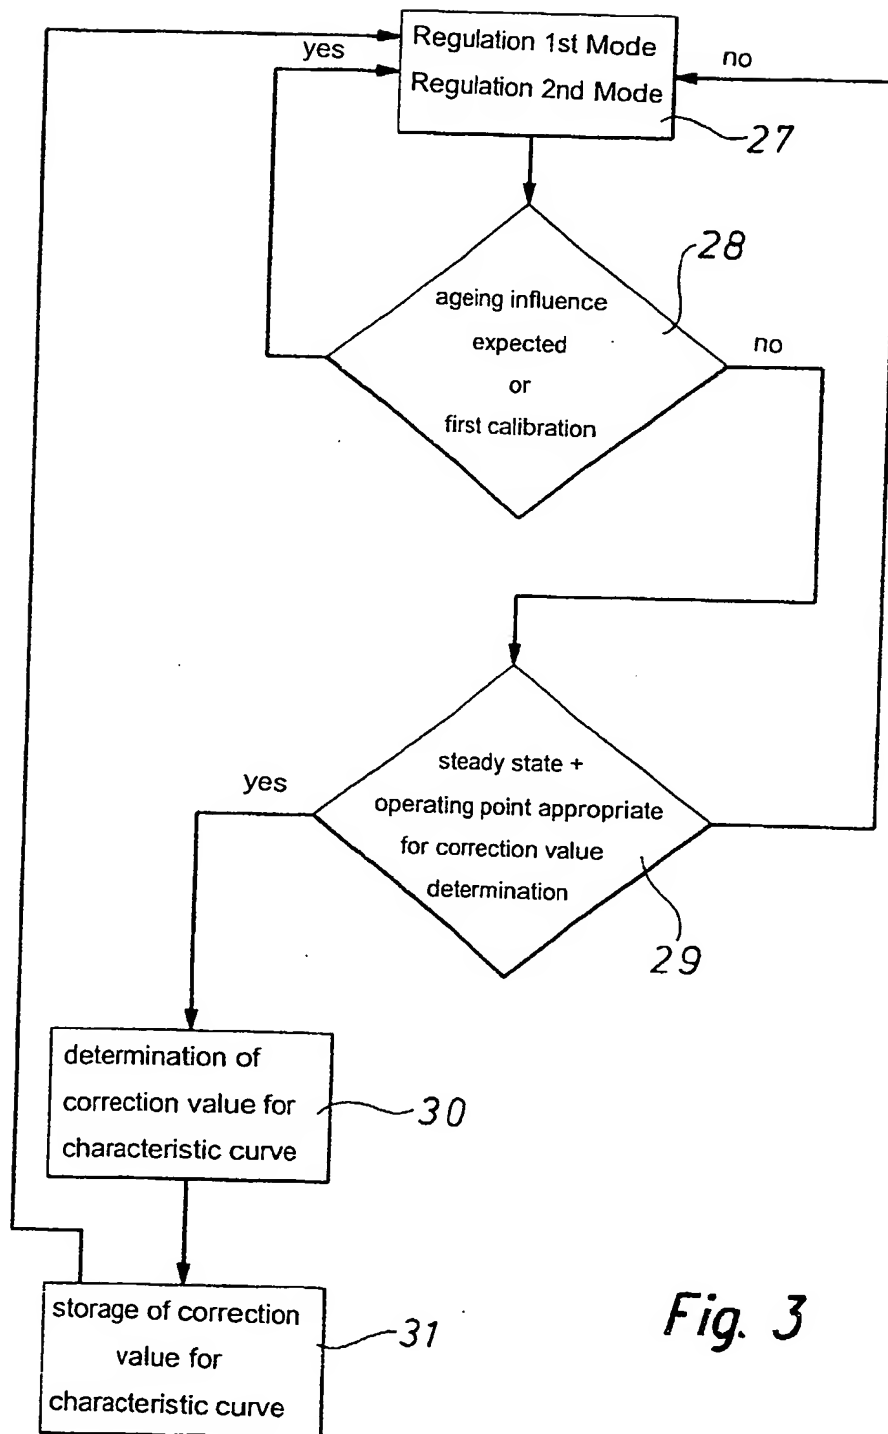 Regulation 1st Mode
Regulation 2nd Mode
yes
no
27
28
ageing influence
expected
or
first calibration
no
steady state +
operating point appropriate
for correction value
determination
yes
29
determination of
correction value for
characteristic curve
30
storage of correction
value for
characteristic curve
31
Fig. 3